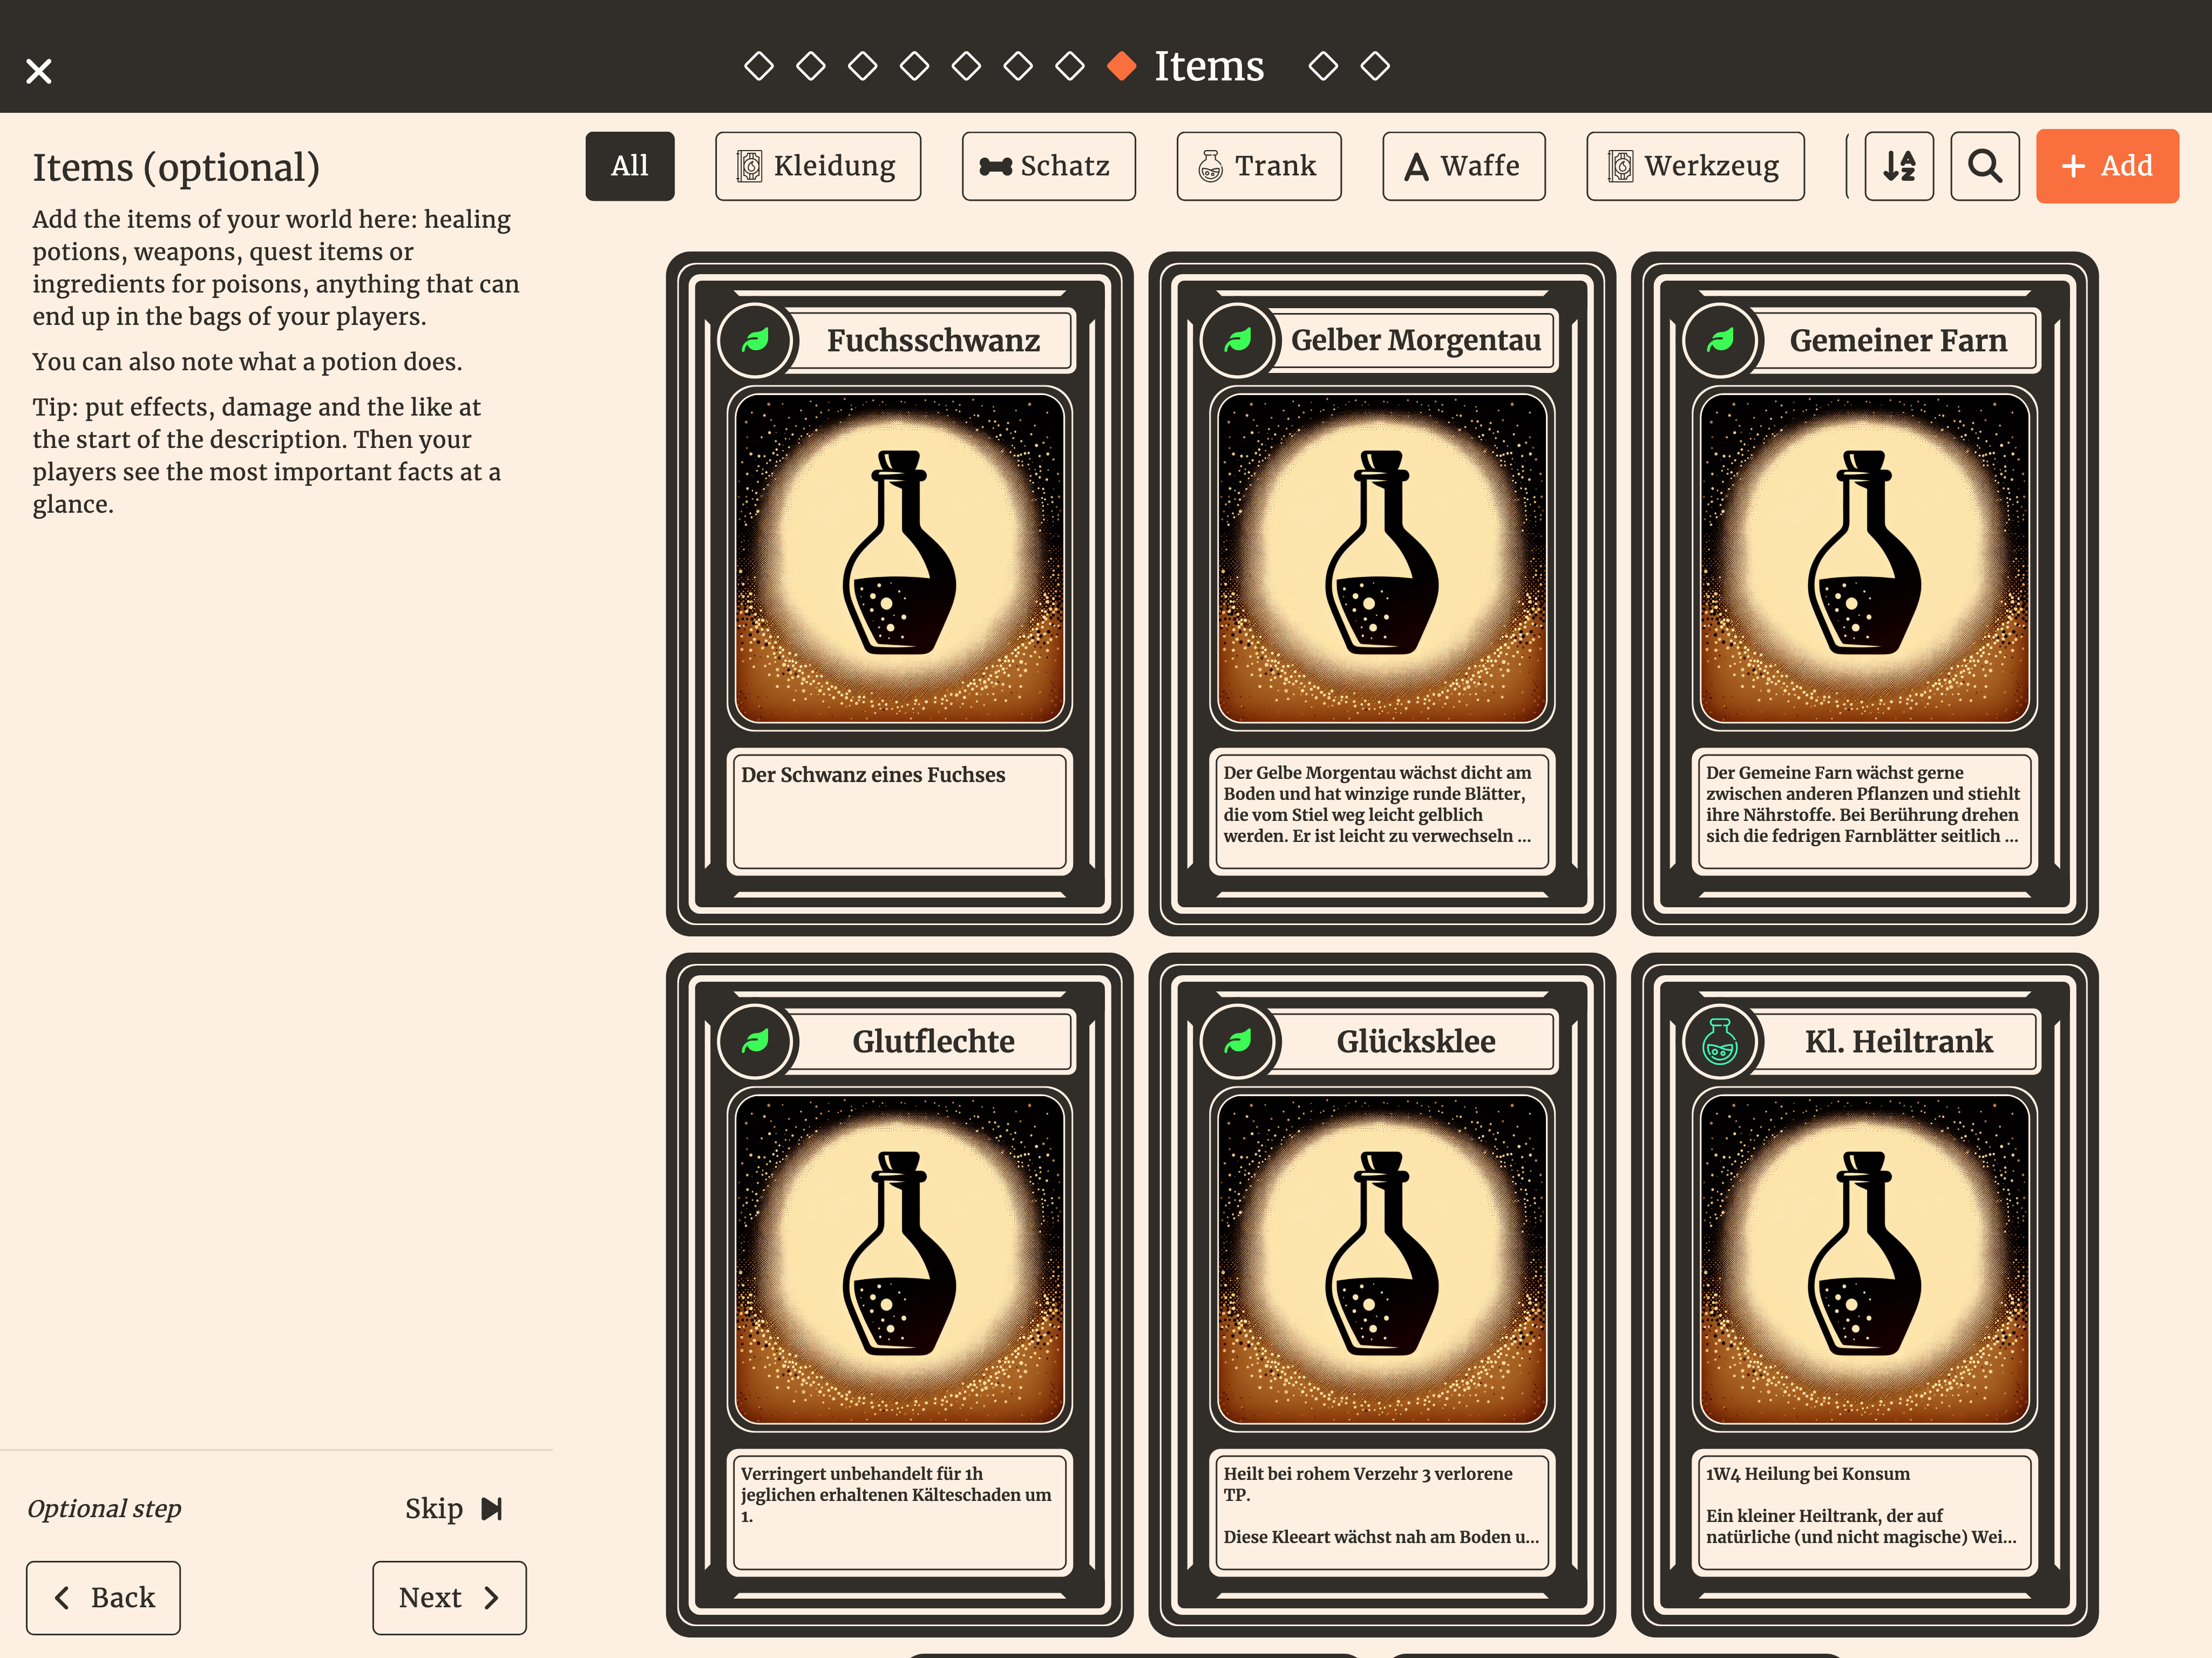 Items
Items (optional)
Add the items of your world here: healing
potions, weapons, quest items or
ingredients for poisons, anything that can
end up in the bags of your players.
You can also note what a potion does.
Tip: put effects, damage and the like at
the start of the description. Then your
players see the most important facts at a
glance.
Optional step
Skip
Back
Next
All
Kleidung
Schatz
Trank
Waffe
Werkzeug
Add
Fuchsschwanz
Der Schwanz eines Fuchses
Gelber Morgentau
Der Gelbe Morgentau wächst dicht am
Boden und hat winzige runde Blätter,
die vom Stiel weg leicht gelblich
werden. Er ist leicht zu verwechseln ...
Gemeiner Farn
Der Gemeine Farn wächst gerne
zwischen anderen Pflanzen und stiehlt
ihre Nährstoffe. Bei Berührung drehen
sich die fedrigen Farnblätter seitlich ...
Glutflechte
Verringert unbehandelt für 1h
jeglichen erhaltenen Kälteschaden um
1.
Glücksklee
Heilt bei rohem Verzehr 3 verlorene
TP.
Diese Kleeart wächst nah am Boden u...
Kl. Heiltrank
1W4 Heilung bei Konsum
Ein kleiner Heiltrank, der auf
natürliche (und nicht magische) Wei...